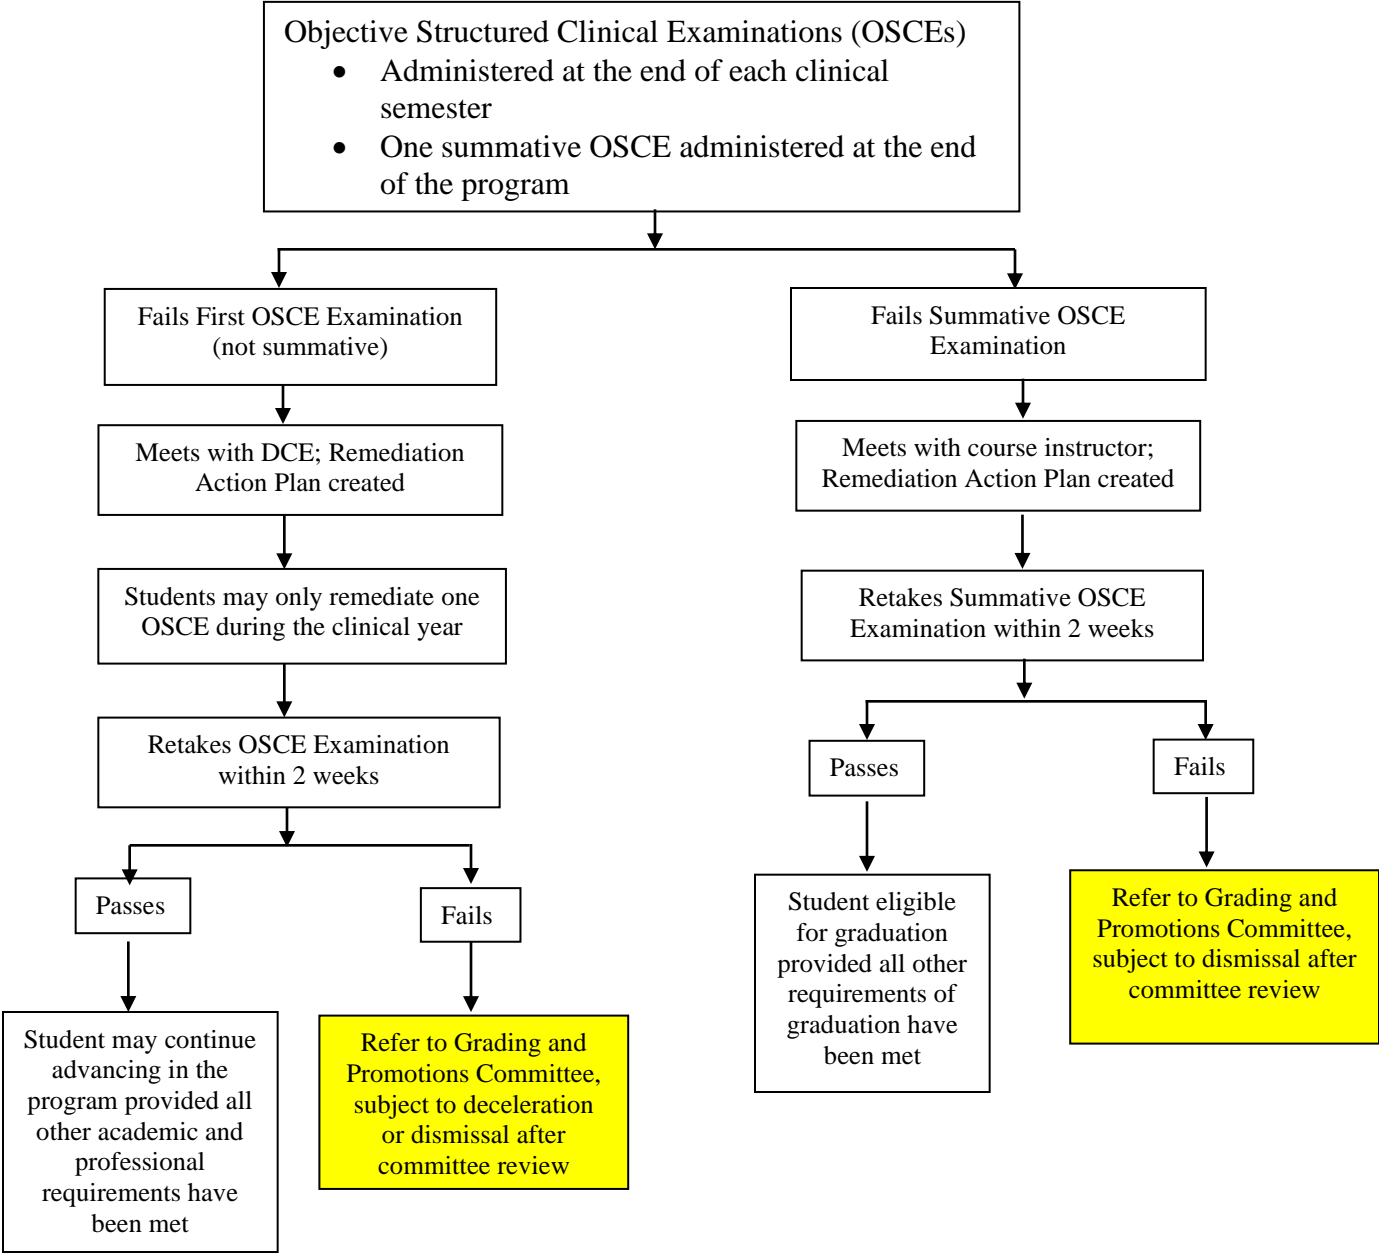 Objective Structured Clinical Examinations (OSCEs)
• Administered at the end of each clinical
semester
• One summative OSCE administered at the end
of the program
Fails First OSCE Examination
(not summative)
Meets with DCE; Remediation
Action Plan created
Students may only remediate one
OSCE during the clinical year
Retakes OSCE Examination
within 2 weeks
Passes
Fails
Student may continue
advancing in the
program provided all
other academic and
professional
requirements have
been met
Refer to Grading and
Promotions Committee,
subject to deceleration
or dismissal after
committee review
Fails Summative OSCE
Examination
Meets with course instructor;
Remediation Action Plan created
Retakes Summative OSCE
Examination within 2 weeks
Passes
Fails
Student eligible
for graduation
provided all other
requirements of
graduation have
been met
Refer to Grading and
Promotions Committee,
subject to dismissal after
committee review